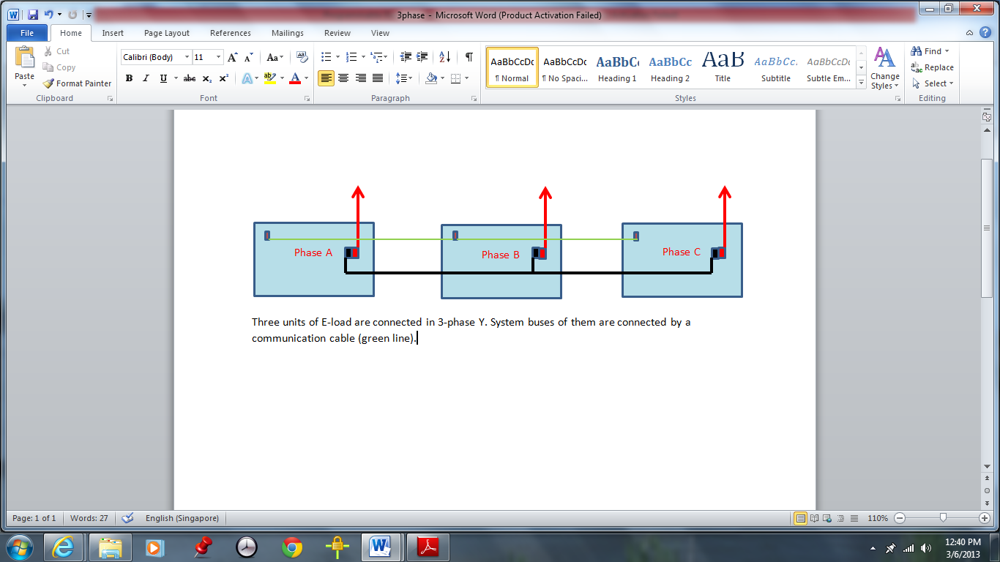 3phase - Microsoft Word (Product Activation Failed)
File Home Insert Page Layout References Mailings Review View
Paste
Cut
Copy
Format Painter
Clipboard
Calibri (Body) 11
Font
Paragraph
AaBbCcDc AaBbCcDc AaBbC AaBbCc AaB AaBbCc. AaBbCcDc
¶ Normal ¶ No Spaci... Heading 1 Heading 2 Title Subtitle Subtle Em...
Change
Styles
Styles
Find
Replace
Select
Editing
Phase A Phase B Phase C
Three units of E-load are connected in 3-phase Y. System buses of them are connected by a
communication cable (green line).
Page: 1 of 1 Words: 27 English (Singapore) 110%
12:40 PM
3/6/2013